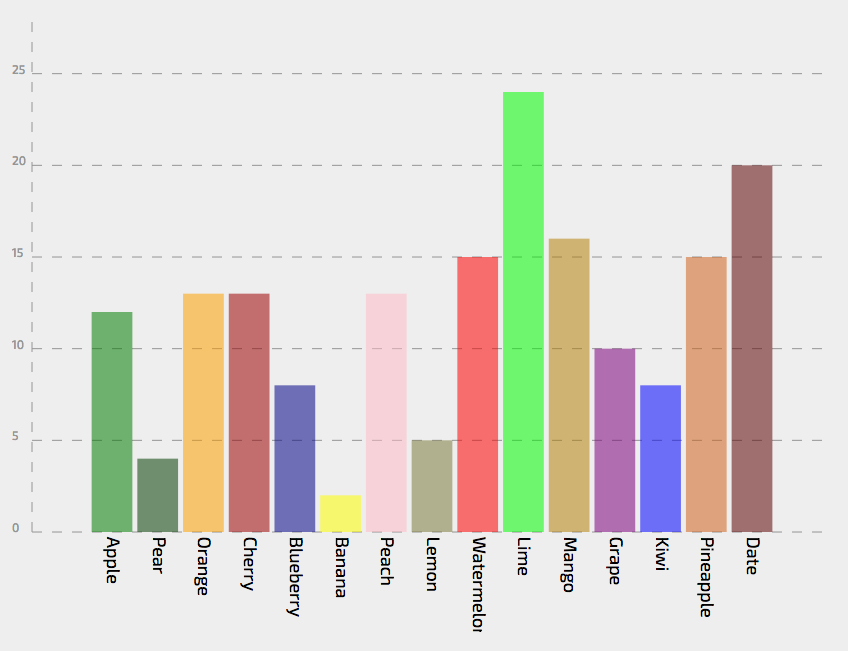 25
20
15
10
5
0
Apple
Pear
Orange
Cherry
Blueberry
Banana
Peach
Lemon
Watermelon
Lime
Mango
Grape
Kiwi
Pineapple
Date